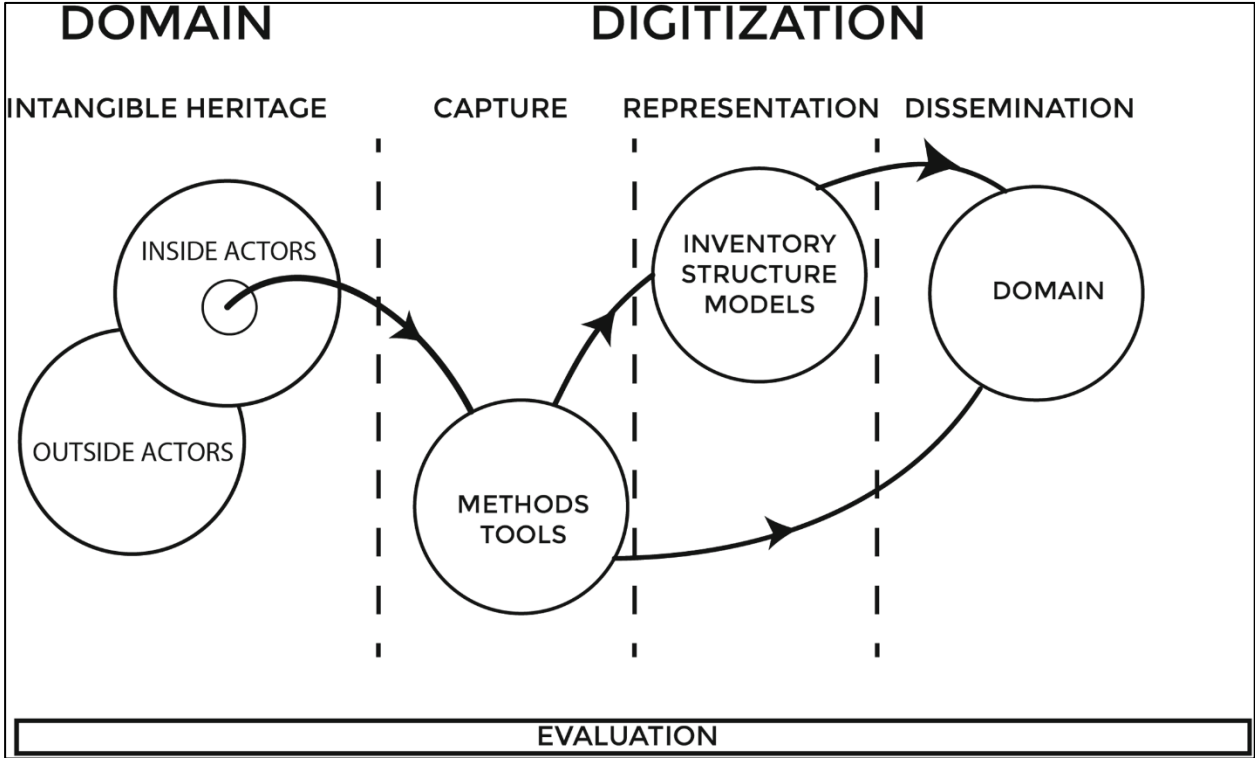 DOMAIN
DIGITIZATION
INTANGIBLE HERITAGE
CAPTURE
REPRESENTATION
DISSEMINATION
INSIDE ACTORS
OUTSIDE ACTORS
METHODS
TOOLS
INVENTORY
STRUCTURE
MODELS
DOMAIN
EVALUATION